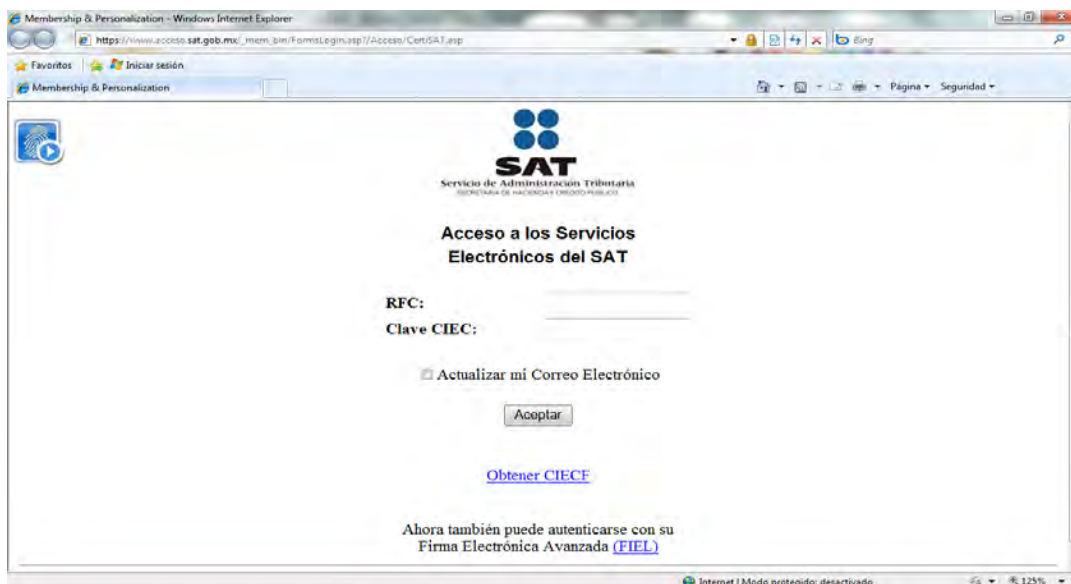 Membership & Personalization - Windows Internet Explorer
https://www.acceso.sat.gob.mx/_mem_bin/FormsLogin.asp?/Acceso/CertiSAT.asp
Bing
Favoritos
Iniciar sesión
Membership & Personalization
Página
Seguridad
SAT
Servicio de Administración Tributaria
SECRETARIA DE HACIENDA Y CREDITO PUBLICO
Acceso a los Servicios
Electrónicos del SAT
RFC:
Clave CIEC:
Actualizar mi Correo Electrónico
Aceptar
Obtener CIECF
Ahora también puede autenticarse con su
Firma Electrónica Avanzada (FIEL)
Internet | Modo protegido: desactivado
125%